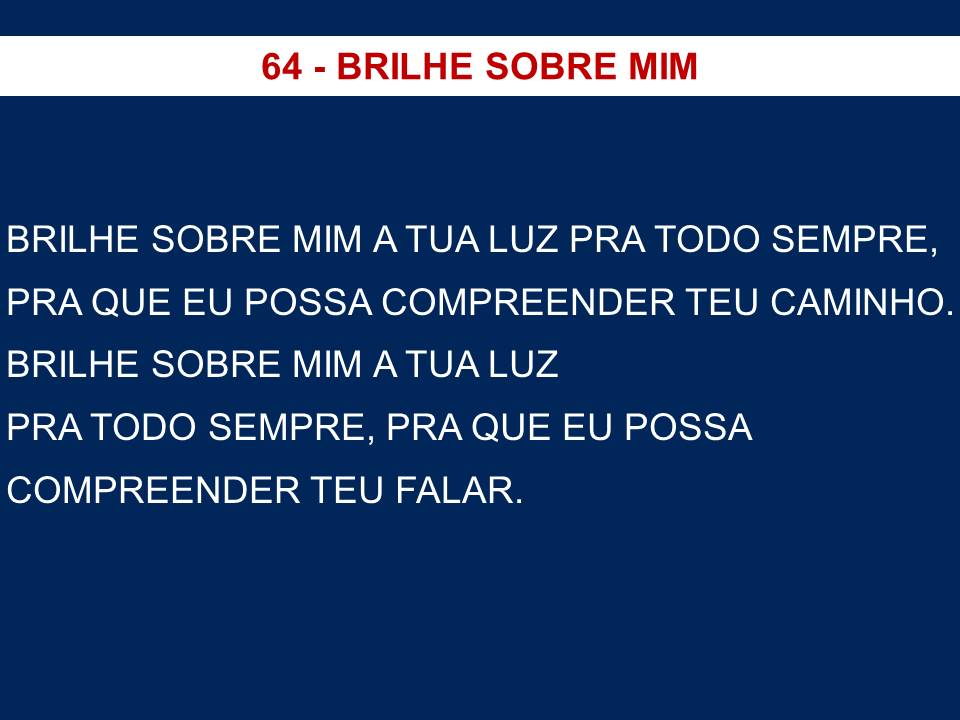 64 - BRILHE SOBRE MIM
BRILHE SOBRE MIM A TUA LUZ PRA TODO SEMPRE,
PRA QUE EU POSSA COMPREENDER TEU CAMINHO.
BRILHE SOBRE MIM A TUA LUZ
PRA TODO SEMPRE, PRA QUE EU POSSA
COMPREENDER TEU FALAR.